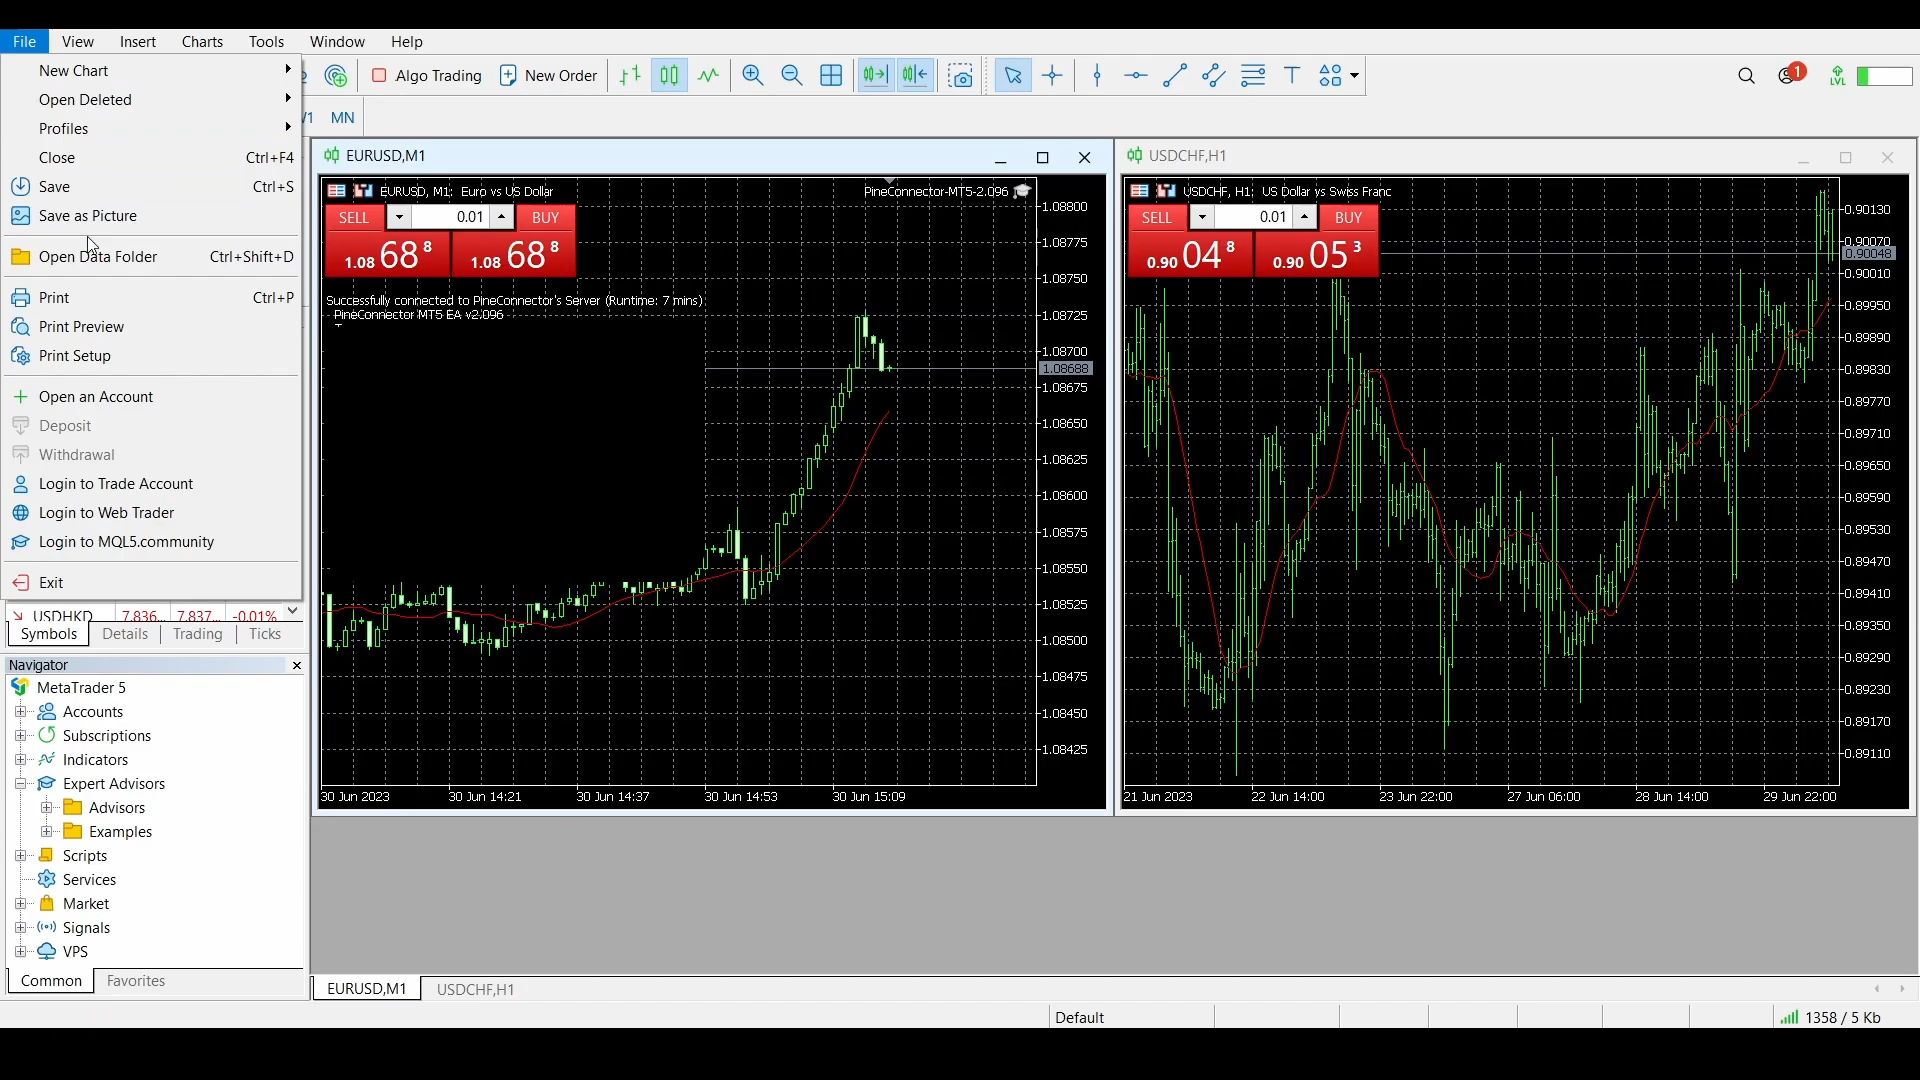 File View Insert Charts Tools Window Help
New Chart
Open Deleted
Profiles
Close Ctrl+F4
Save Ctrl+S
Save as Picture
Open Data Folder Ctrl+Shift+D
Print Ctrl+P
Print Preview
Print Setup
Open an Account
Deposit
Withdrawal
Login to Trade Account
Login to Web Trader
Login to MQL5.community
Exit
Algo Trading New Order
1
LVL
MN
USDHKD 7.836... 7.837... -0.01%
Symbols Details Trading Ticks
Navigator
MetaTrader 5
Accounts
Subscriptions
Indicators
Expert Advisors
Advisors
Examples
Scripts
Services
Market
Signals
VPS
Common Favorites
EURUSD,M1
EURUSD, M1: Euro vs US Dollar PineConnector-MT5-2.096
SELL 0.01 BUY
1.08 68 8 1.08 68 8
Successfully connected to PineConnector's Server (Runtime: 7 mins)
PineConnector MT5 EA v2.096
1.08800
1.08775
1.08750
1.08725
1.08700
1.08688
1.08675
1.08650
1.08625
1.08600
1.08575
1.08550
1.08525
1.08500
1.08475
1.08450
1.08425
30 Jun 2023 30 Jun 14:21 30 Jun 14:37 30 Jun 14:53 30 Jun 15:09
USDCHF,H1
USDCHF, H1: US Dollar vs Swiss Franc
SELL 0.01 BUY
0.90 04 8 0.90 05 3
0.90130
0.90070
0.90048
0.90010
0.89950
0.89890
0.89830
0.89770
0.89710
0.89650
0.89590
0.89530
0.89470
0.89410
0.89350
0.89290
0.89230
0.89170
0.89110
21 Jun 2023 22 Jun 14:00 23 Jun 22:00 27 Jun 06:00 28 Jun 14:00 29 Jun 22:00
EURUSD,M1 USDCHF,H1
Default 1358 / 5 Kb